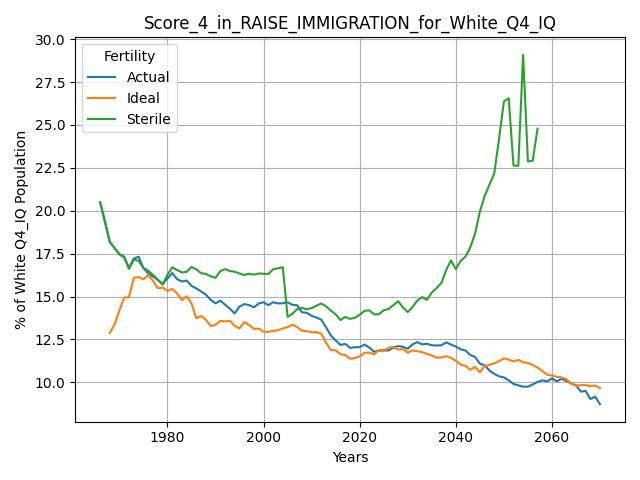 Score_4_in_RAISE_IMMIGRATION_for_White_Q4_IQ
% of White Q4_IQ Population
30.0
27.5
25.0
22.5
20.0
17.5
15.0
12.5
10.0
Fertility
Actual
Ideal
Sterile
1980
2000
2020
2040
2060
Years